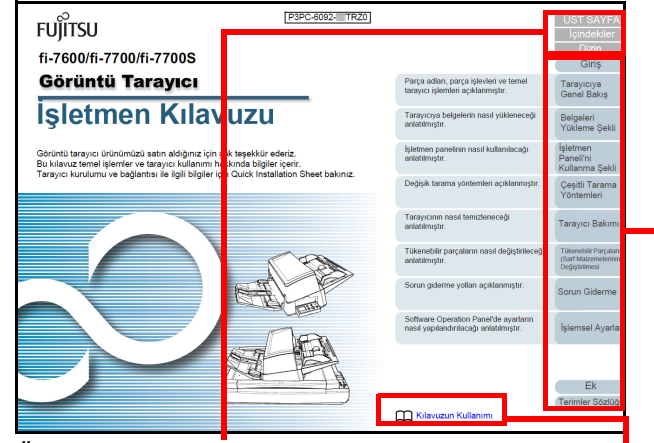 FUJITSU
P3PC-6092- TRZ0
fi-7600/fi-7700/fi-7700S
Görüntü Tarayıcı
İşletmen Kılavuzu
Görüntü tarayıcı ürünümüzü satın aldığınız için çok teşekkür ederiz.
Bu kılavuz temel işlemler ve tarayıcı kullanımı hakkında bilgiler içerir.
Tarayıcı kurulumu ve bağlantısı ile ilgili bilgiler için Quick Installation Sheet bakınız.
ÜST SAYFA
İçindekiler
Dizin
Giriş
Parça adları, parça işlevleri ve temel
tarayıcı işlemleri açıklanmıştır.
Tarayıcıya
Genel Bakış
Tarayıcıya belgelerin nasıl yükleneceği
anlatılmıştır.
Belgeleri
Yükleme Şekli
İşletmen panelinin nasıl kullanılacağı
anlatılmıştır.
İşletmen
Paneli'ni
Kullanma Şekli
Değişik tarama yöntemleri açıklanmıştır.
Çeşitli Tarama
Yöntemleri
Tarayıcının nasıl temizleneceği
anlatılmıştır.
Tarayıcı Bakımı
Tükenebilir parçaların nasıl değiştirileceğ
anlatılmıştır.
Tükenebilir Parçaların
(Sarf Malzemelerinin
Değiştirilmesi
Sorun giderme yolları açıklanmıştır.
Sorun Giderme
Software Operation Panel'de ayarların
nasıl yapılandırılacağı anlatılmıştır.
İşlemsel Ayarla
Ek
Terimler Sözlüğ
Kılavuzun Kullanımı